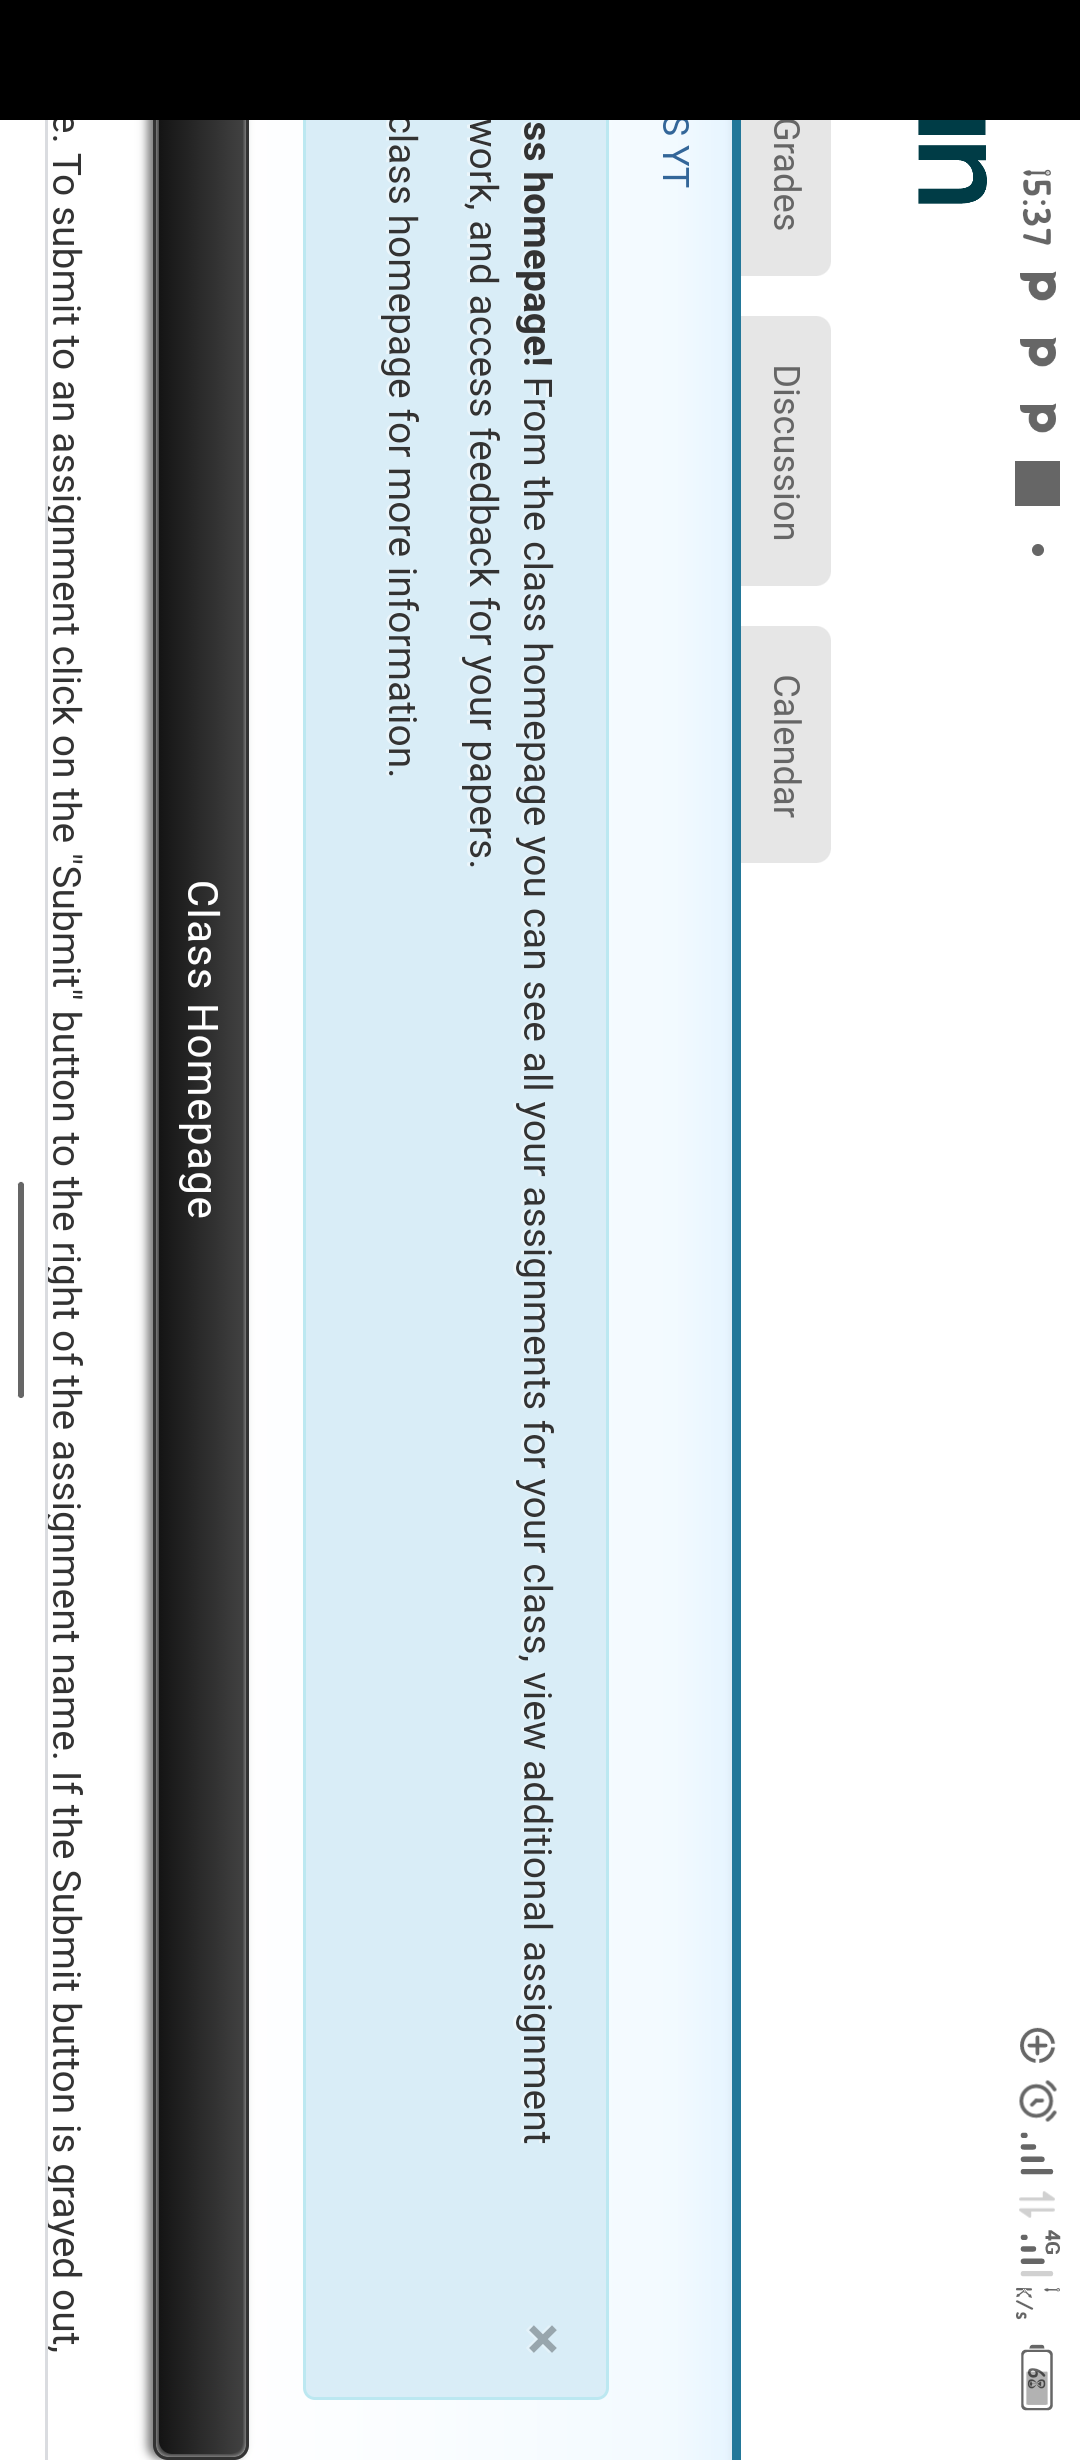 15:37
4G
K/s
68
in
Grades
Discussion
Calendar
S YT
ss homepage! From the class homepage you can see all your assignments for your class, view additional assignment
work, and access feedback for your papers.
class homepage for more information.
Class Homepage
e. To submit to an assignment click on the "Submit" button to the right of the assignment name. If the Submit button is grayed out,